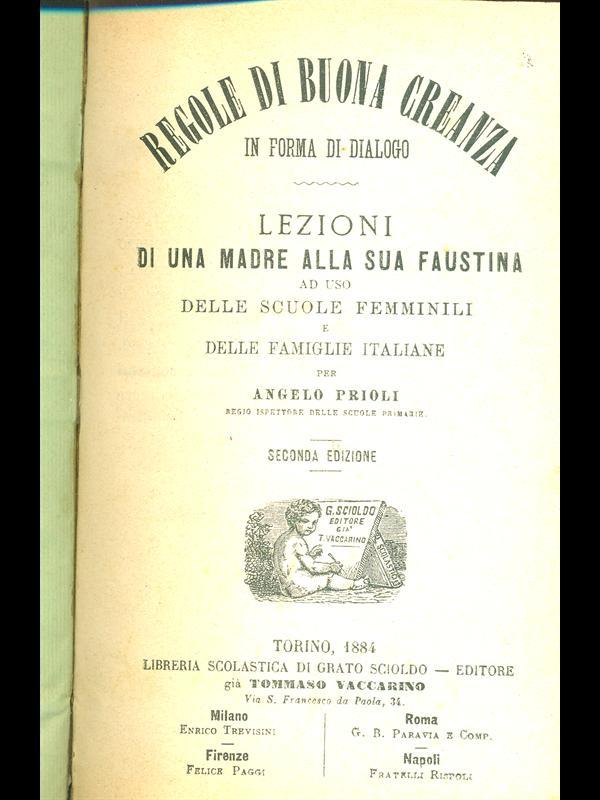 REGOLE DI BUONA CREANZA
IN FORMA DI DIALOGO
LEZIONI
DI UNA MADRE ALLA SUA FAUSTINA
AD USO
DELLE SCUOLE FEMMINILI
E
DELLE FAMIGLIE ITALIANE
PER
ANGELO PRIOLI
REGIO ISPETTORE DELLE SCUOLE PRIMARIE.
SECONDA EDIZIONE
G. SCIOLDO
EDITORE
GIÀ
T. VACCARINO
TORINO, 1884
LIBRERIA SCOLASTICA DI GRATO SCIOLDO — EDITORE
già TOMMASO VACCARINO
Via S. Francesco da Paola, 34.
Milano
ENRICO TREVISINI
Firenze
FELICE PAGGI
Roma
G. B. PARAVIA E COMP.
Napoli
FRATELLI RISPOLI